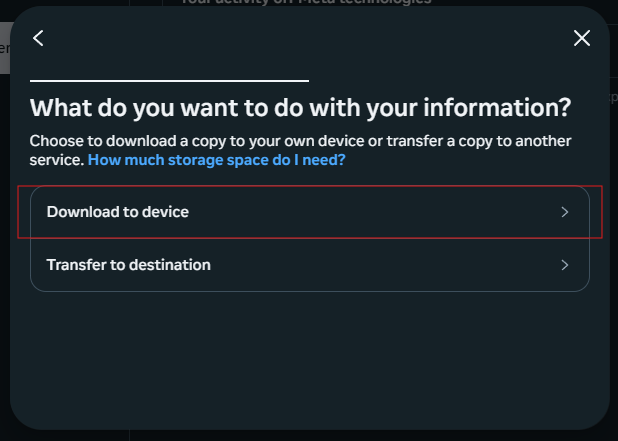 Your activity off Meta technologies
What do you want to do with your information?
Choose to download a copy to your own device or transfer a copy to another
service. How much storage space do I need?
Download to device
Transfer to destination